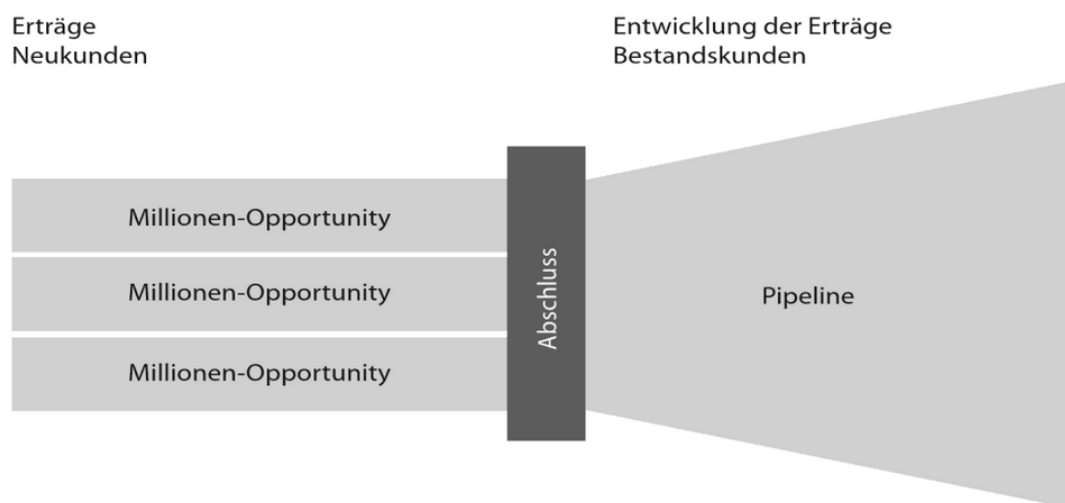 Erträge
Neukunden
Entwicklung der Erträge
Bestandskunden
Millionen-Opportunity
Millionen-Opportunity
Millionen-Opportunity
Abschluss
Pipeline